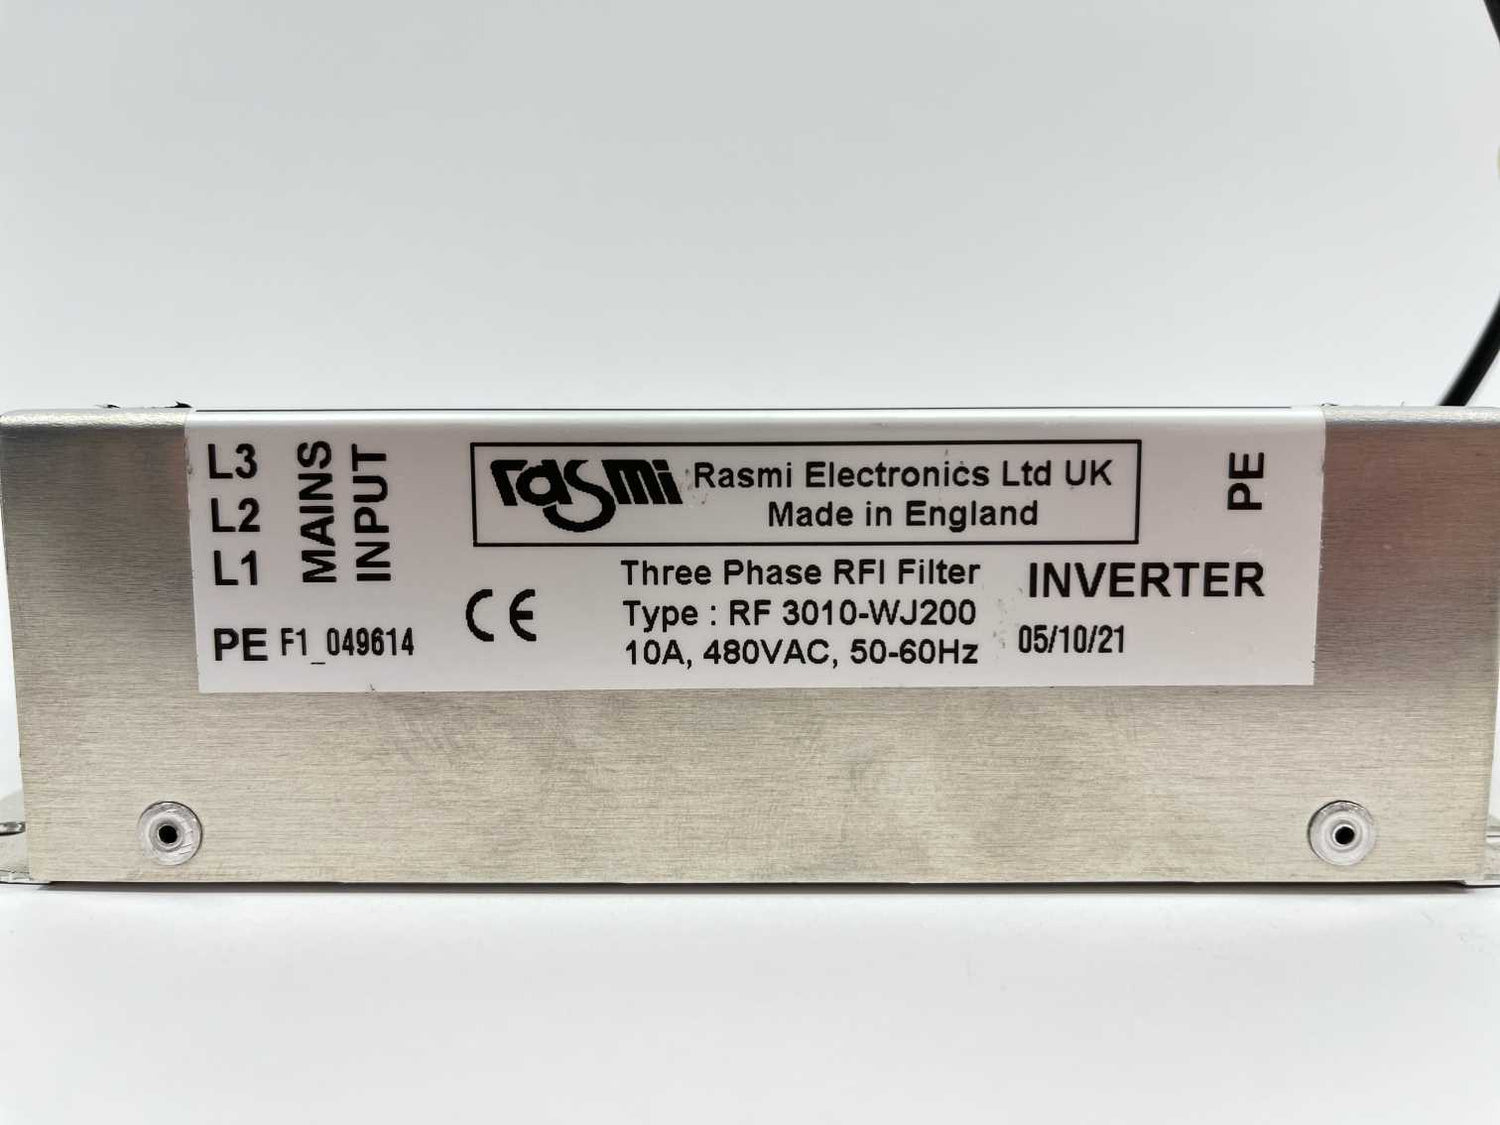 L3
L2
L1
MAINS
INPUT
PE F1_049614
rasmi Rasmi Electronics Ltd UK
Made in England
CE
Three Phase RFI Filter
Type : RF 3010-WJ200
10A, 480VAC, 50-60Hz
PE
INVERTER
05/10/21